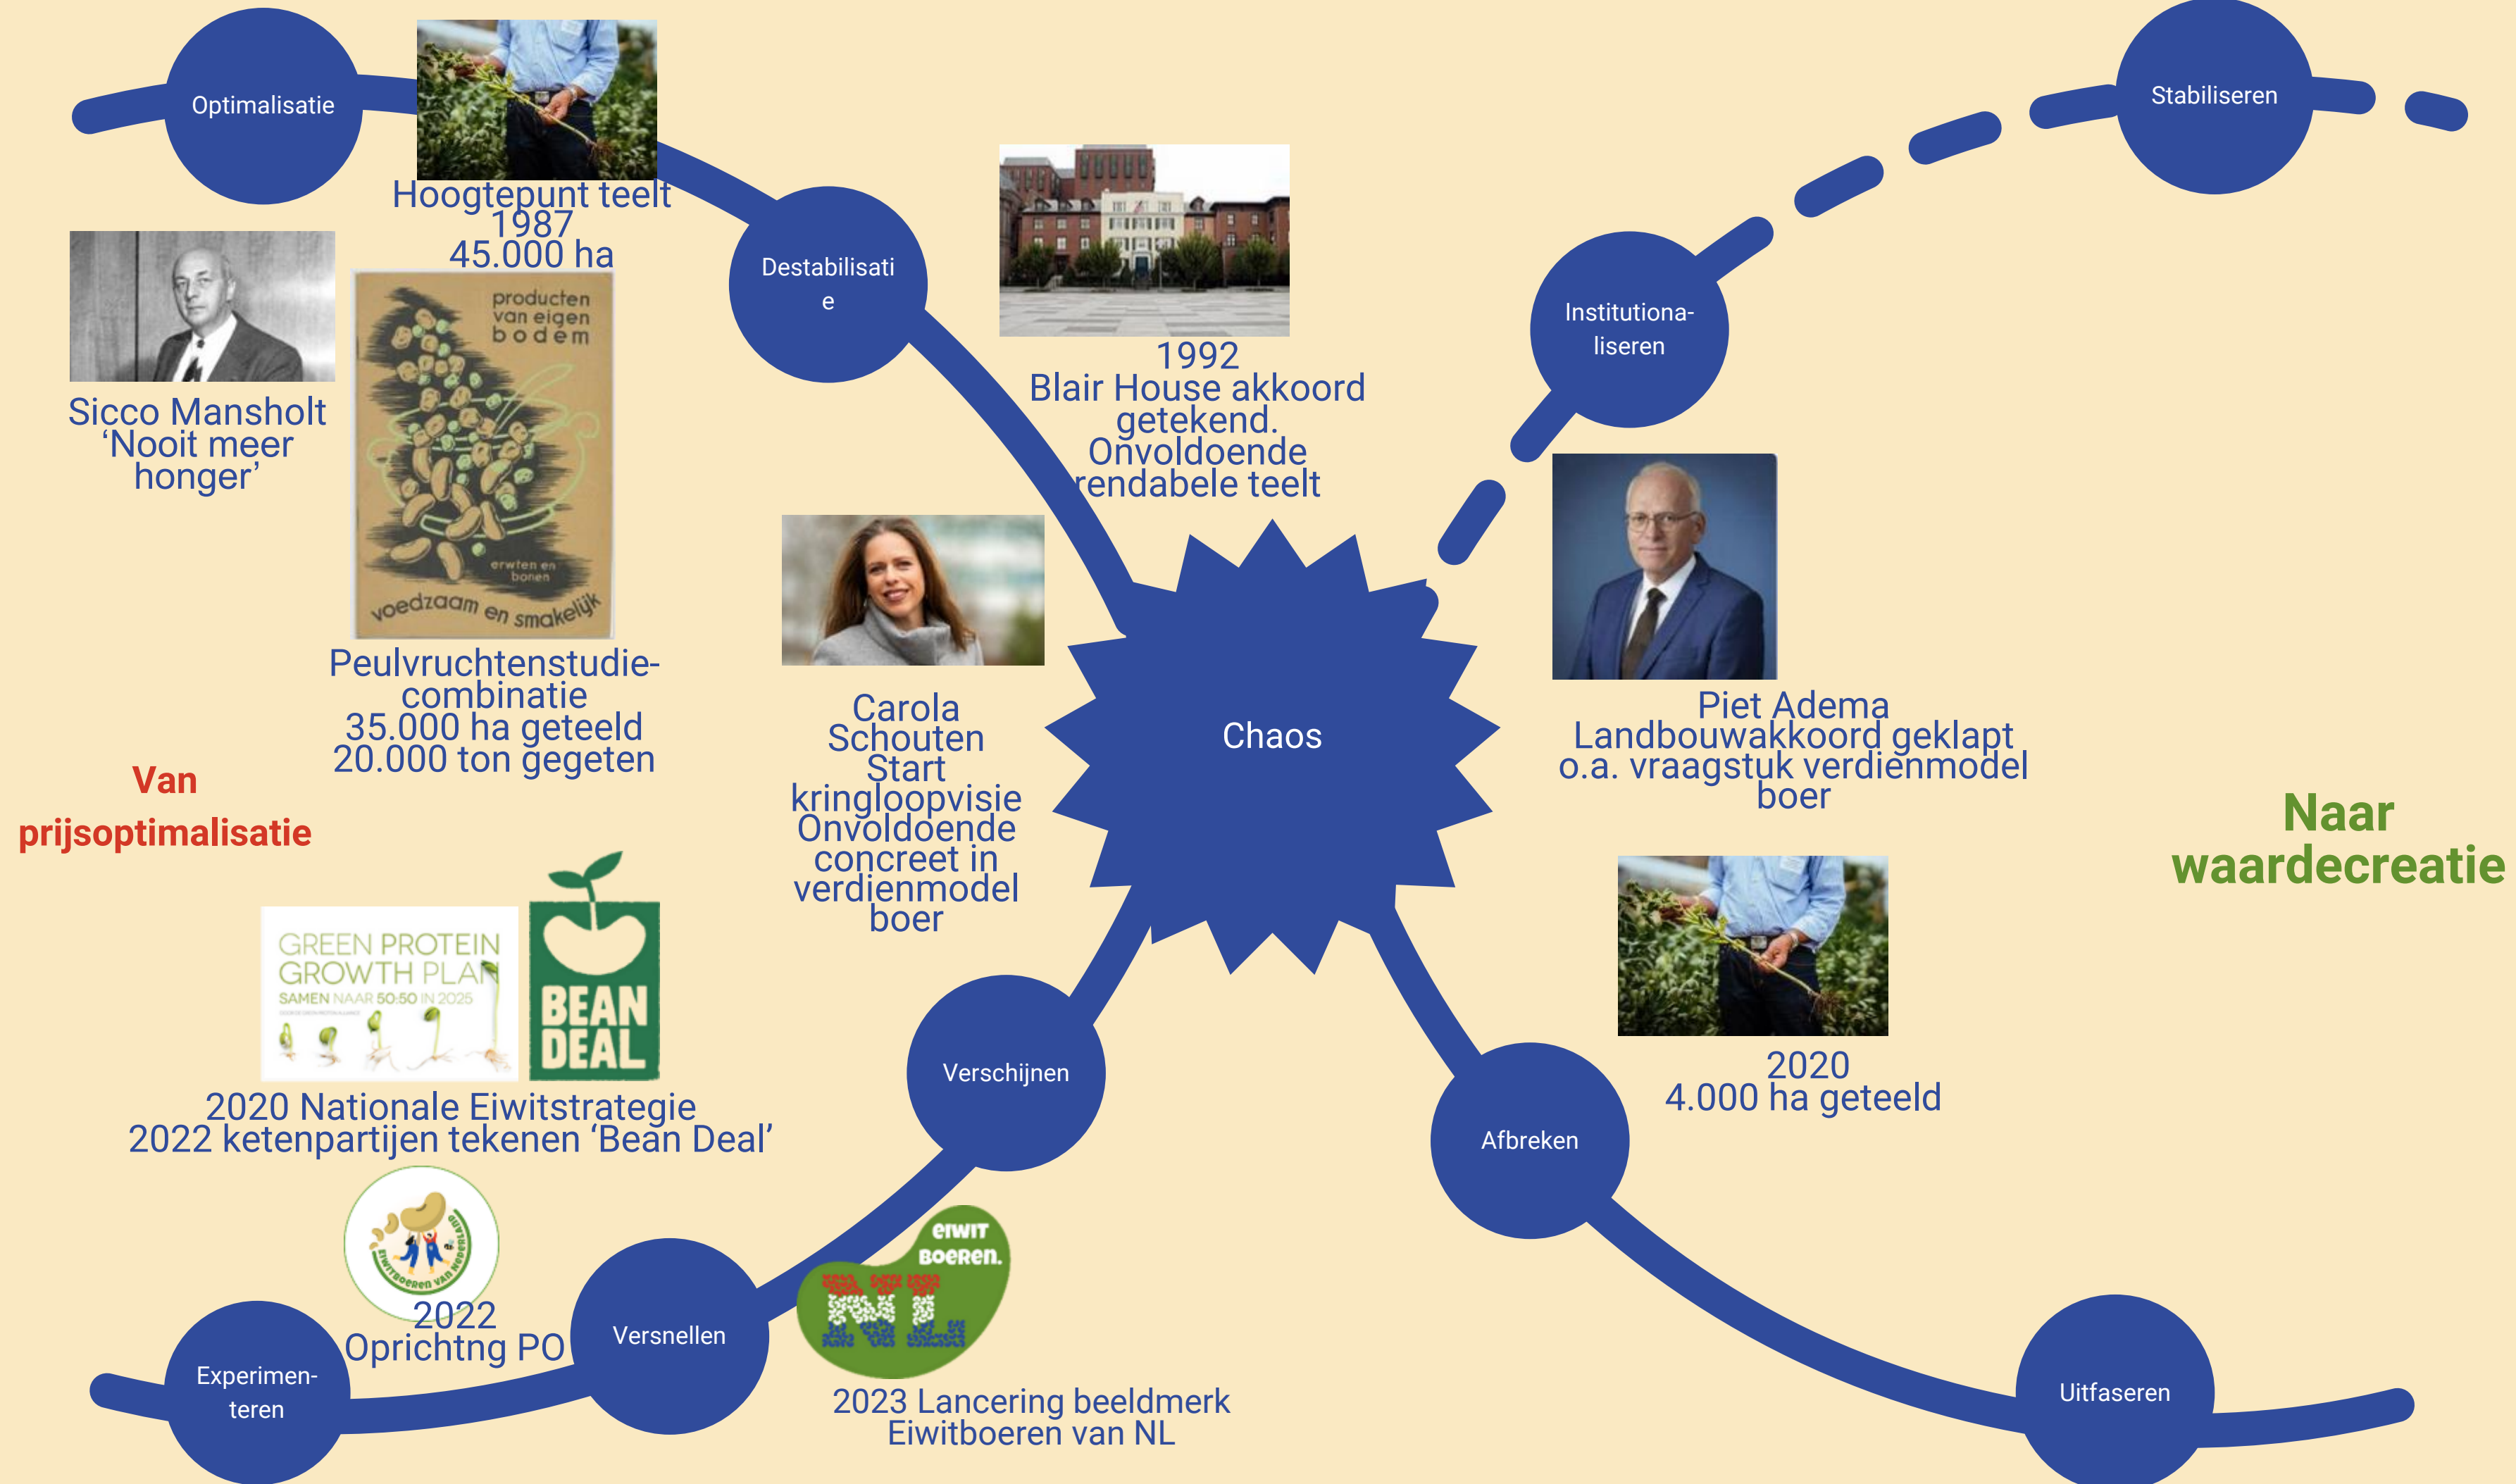 Optimalisatie
Hoogtepunt teelt
1987
45.000 ha
Sicco Mansholt
‘Nooit meer
honger’
producten
van eigen
bodem
erwten en
bonen
voedzaam en smakelijk
Peulvruchtenstudie-
combinatie
35.000 ha geteeld
20.000 ton gegeten
Destabilisati
e
1992
Blair House akkoord
getekend.
Onvoldoende
rendabele teelt
Carola
Schouten
Start
kringloopvisie
Onvoldoende
concreet in
verdienmodel
boer
Chaos
Stabiliseren
Institutiona-
liseren
Piet Adema
Landbouwakkoord geklapt
o.a. vraagstuk verdienmodel
boer
Van
prijsoptimalisatie
Naar
waardecreatie
GREEN PROTEIN
GROWTH PLAN
SAMEN NAAR 50:50 IN 2025
BEAN
DEAL
2020 Nationale Eiwitstrategie
2022 ketenpartijen tekenen ‘Bean Deal’
EIWITBOEREN VAN NEDERLAND
2022
Oprichtng PO
Experimen-
teren
Versnellen
Verschijnen
EIWIT
BOEREN.
NL
2023 Lancering beeldmerk
Eiwitboeren van NL
2020
4.000 ha geteeld
Afbreken
Uitfaseren